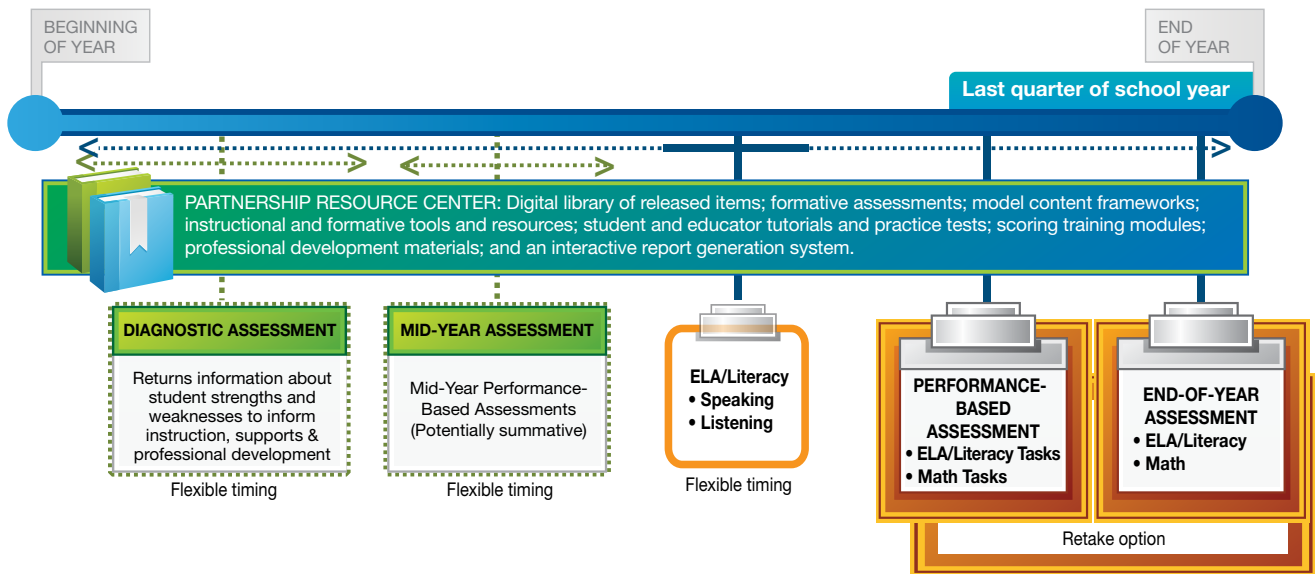 BEGINNING
OF YEAR
END
OF YEAR
Last quarter of school year
PARTNERSHIP RESOURCE CENTER: Digital library of released items; formative assessments; model content frameworks;
instructional and formative tools and resources; student and educator tutorials and practice tests; scoring training modules;
professional development materials; and an interactive report generation system.
DIAGNOSTIC ASSESSMENT
Returns information about
student strengths and
weaknesses to inform
instruction, supports &
professional development
Flexible timing
MID-YEAR ASSESSMENT
Mid-Year Performance-
Based Assessments
(Potentially summative)
Flexible timing
ELA/Literacy
• Speaking
• Listening
Flexible timing
PERFORMANCE-
BASED
ASSESSMENT
• ELA/Literacy Tasks
• Math Tasks
END-OF-YEAR
ASSESSMENT
• ELA/Literacy
• Math
Retake option